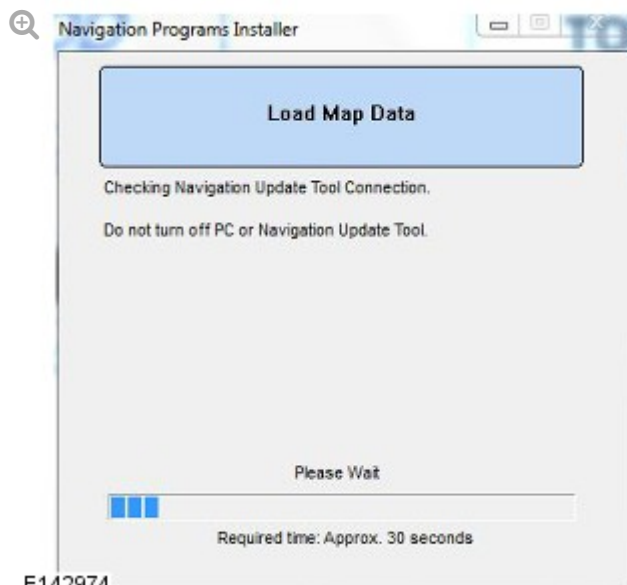 Navigation Programs Installer
TO
Load Map Data
Checking Navigation Update Tool Connection.
Do not turn off PC or Navigation Update Tool.
Please Wait
Required time: Approx. 30 seconds
E142974